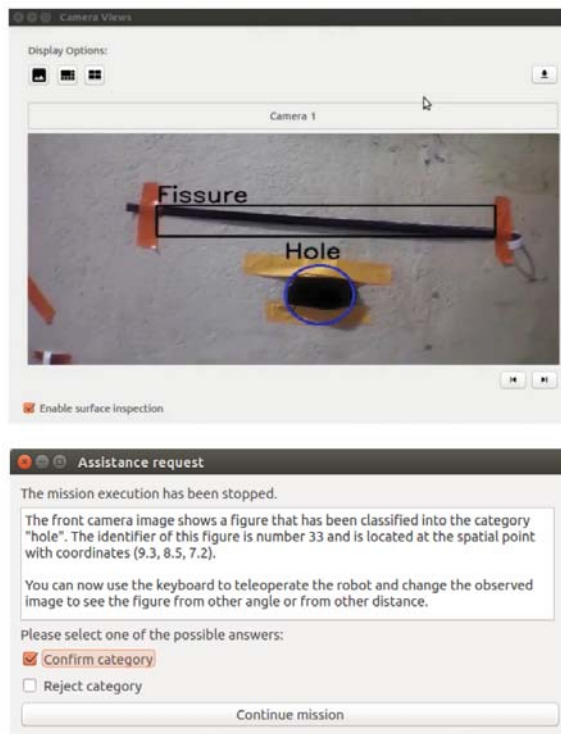 Camera Views
Display Options:
Camera 1
Fissure
Hole
Enable surface inspection
Assistance request
The mission execution has been stopped.
The front camera image shows a figure that has been classified into the category
"hole". The identifier of this figure is number 33 and is located at the spatial point
with coordinates (9.3, 8.5, 7.2).
You can now use the keyboard to teleoperate the robot and change the observed
image to see the figure from other angle or from other distance.
Please select one of the possible answers:
Confirm category
Reject category
Continue mission